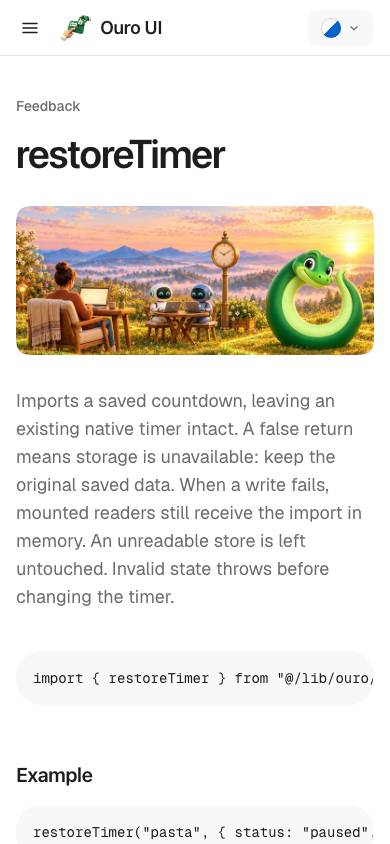 Ouro UI
Feedback
restoreTimer
Imports a saved countdown, leaving an
existing native timer intact. A false return
means storage is unavailable: keep the
original saved data. When a write fails,
mounted readers still receive the import in
memory. An unreadable store is left
untouched. Invalid state throws before
changing the timer.
import { restoreTimer } from "@/lib/ouro/
Example
restoreTimer("pasta", { status: "paused",